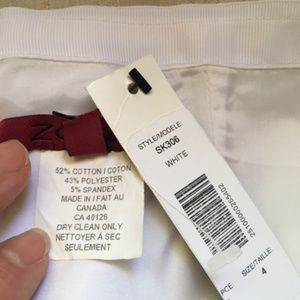 52% COTTON / COTON
43% POLYESTER
5% SPANDEX
MADE IN / FAIT AU
CANADA
CA 40126
DRY CLEAN ONLY
NETTOYER À SEC
SEULEMENT
STYLE/MODELE:
SK306
WHITE
SIZE/TAILLE:
4